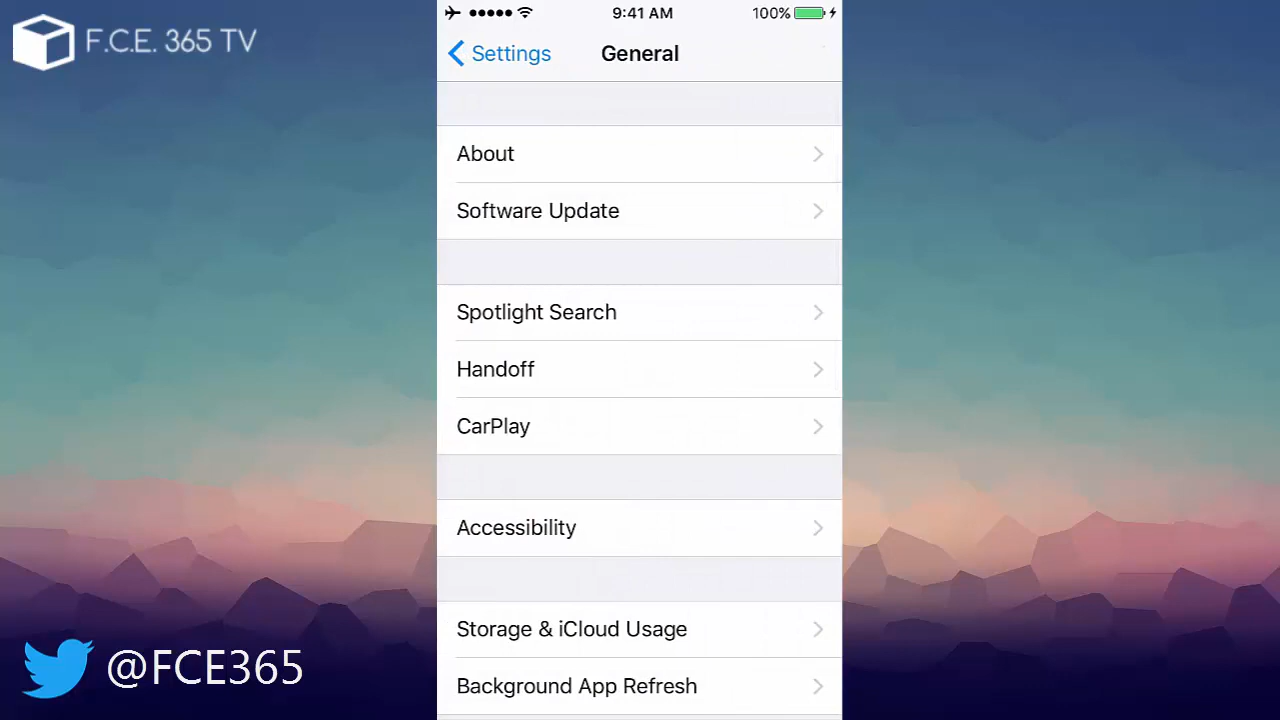 F.C.E. 365 TV
9:41 AM
100%
Settings
General
About
Software Update
Spotlight Search
Handoff
CarPlay
Accessibility
Storage & iCloud Usage
Background App Refresh
@FCE365